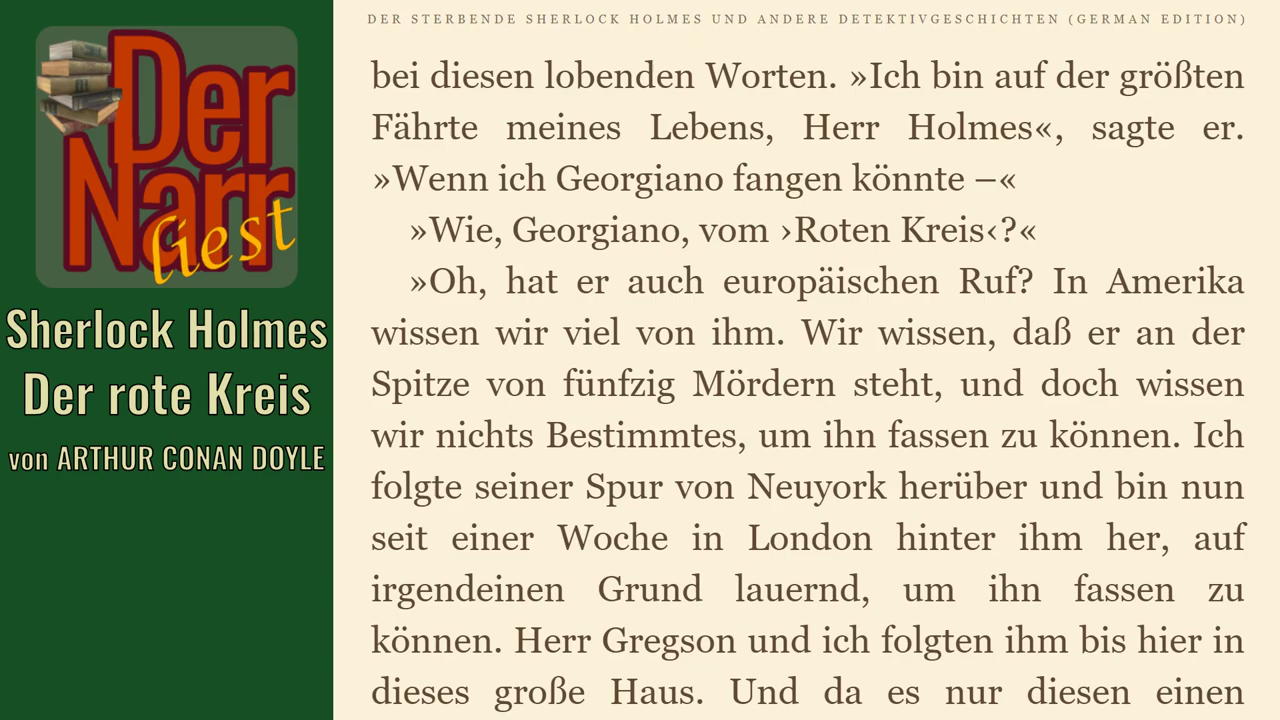 Der
Narr
liest
Sherlock Holmes
Der rote Kreis
von ARTHUR CONAN DOYLE
DER STERBENDE SHERLOCK HOLMES UND ANDERE DETEKTIVGESCHICHTEN (GERMAN EDITION)
bei diesen lobenden Worten. »Ich bin auf der größten
Fährte meines Lebens, Herr Holmes«, sagte er.
»Wenn ich Georgiano fangen könnte –«
»Wie, Georgiano, vom ›Roten Kreis‹?«
»Oh, hat er auch europäischen Ruf? In Amerika
wissen wir viel von ihm. Wir wissen, daß er an der
Spitze von fünfzig Mördern steht, und doch wissen
wir nichts Bestimmtes, um ihn fassen zu können. Ich
folgte seiner Spur von Neuyork herüber und bin nun
seit einer Woche in London hinter ihm her, auf
irgendeinen Grund lauernd, um ihn fassen zu
können. Herr Gregson und ich folgten ihm bis hier in
dieses große Haus. Und da es nur diesen einen